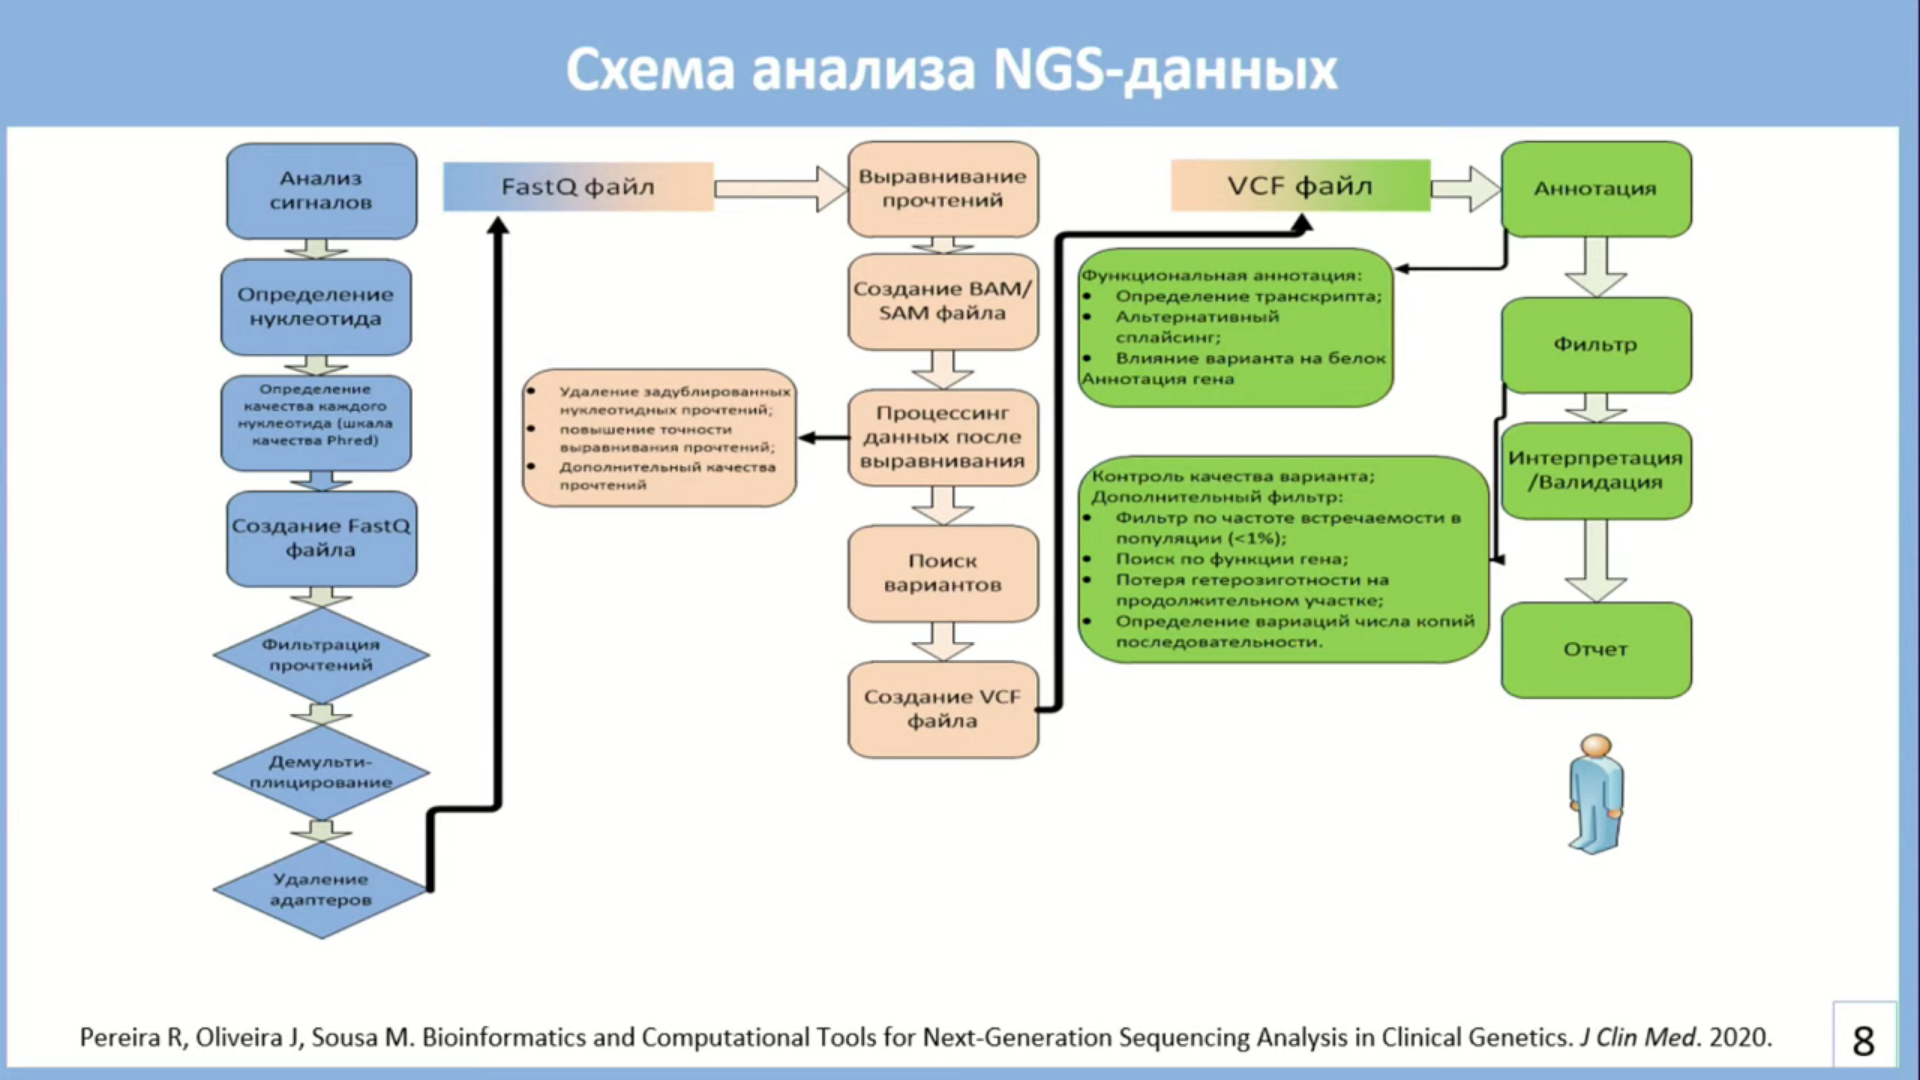 Схема анализа NGS-данных
Анализ
сигналов
Определение
нуклеотида
Определение
качества каждого
нуклеотида (шкала
качества Phred)
Создание FastQ
файла
Фильтрация
прочтений
Демульти-
плицирование
Удаление
адаптеров
FastQ файл
Выравнивание
прочтений
Создание BAM/
SAM файла
Процессинг
данных после
выравнивания
• Удаление задублированных
нуклеотидных прочтений;
• повышение точности
выравнивания прочтений;
• Дополнительный качества
прочтений
Поиск
вариантов
Создание VCF
файла
VCF файл
Аннотация
Функциональная аннотация:
• Определение транскрипта;
• Альтернативный
сплайсинг;
• Влияние варианта на белок
Аннотация гена
Фильтр
Контроль качества варианта;
Дополнительный фильтр:
• Фильтр по частоте встречаемости в
популяции (<1%);
• Поиск по функции гена;
• Потеря гетерозиготности на
продолжительном участке;
• Определение вариаций числа копий
последовательности.
Интерпретация
/Валидация
Отчет
Pereira R, Oliveira J, Sousa M. Bioinformatics and Computational Tools for Next-Generation Sequencing Analysis in Clinical Genetics. J Clin Med. 2020.
8